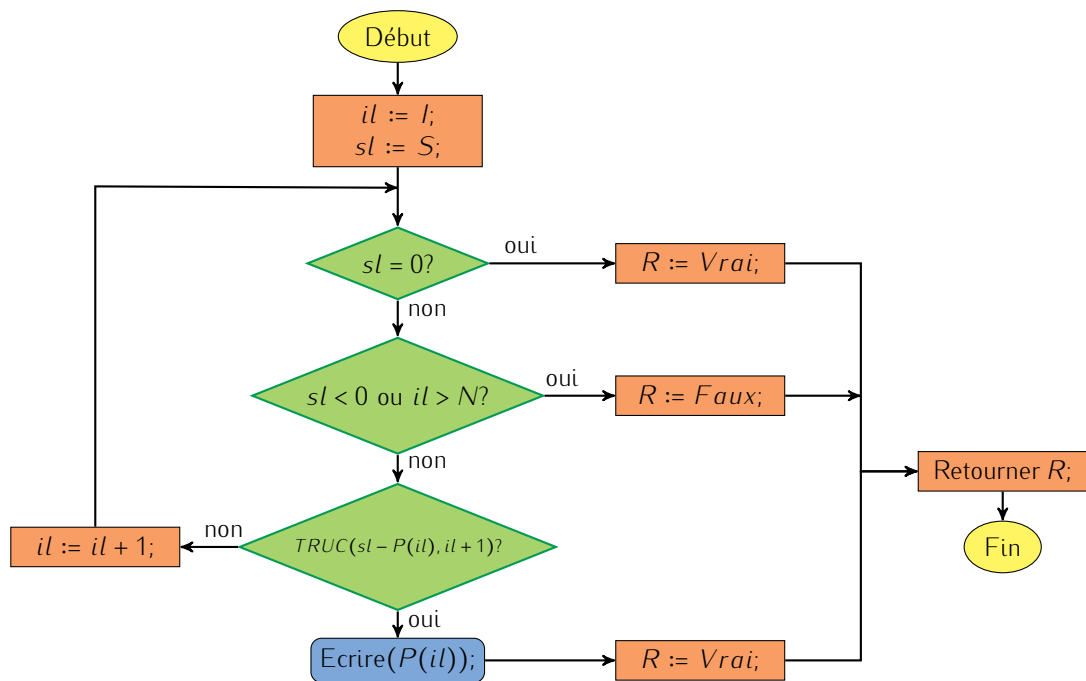 Début
il := I;
sl := S;
sl = 0?
oui
R := Vrai;
non
sl < 0 ou il > N?
oui
R := Faux;
non
Retourner R;
il := il + 1;
non
TRUC(sl − P(il), il + 1)?
Fin
oui
Ecrire(P(il));
R := Vrai;